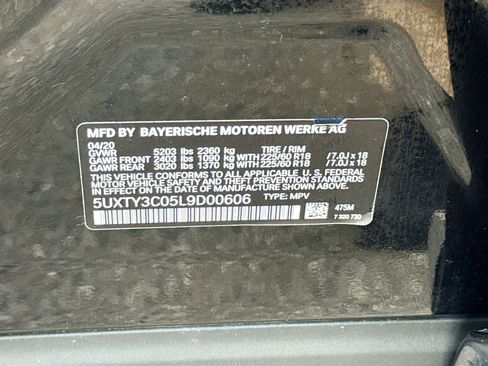 MFD BY BAYERISCHE MOTOREN WERKE AG
04/20
GVWR 5203 lbs 2360 kg TIRE / RIM
GAWR FRONT 2403 lbs 1090 kg WITH 225/60 R18 /7.0J x 18
GAWR REAR 3020 lbs 1370 kg WITH 225/60 R18 /7.0J x 18
THIS VEHICLE CONFORMS TO ALL
APPLICABLE U.S. FEDERAL MOTOR
VEHICLE SAFETY STANDARDS IN EFFECT
ON THE DATE OF MANUFACTURE SHOWN ABOVE.
5UXTY3C05L9D00606 TYPE: MPV
475M
7 320 730